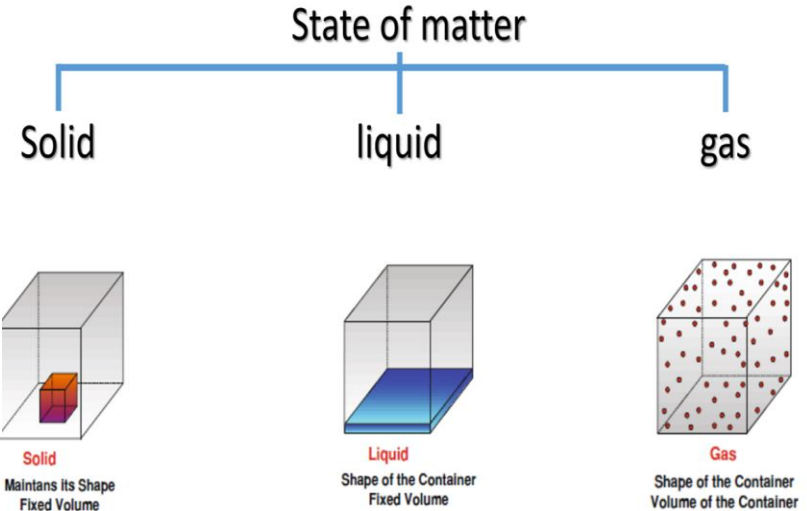 State of matter
Solid
liquid
gas
Solid
Maintans its Shape
Fixed Volume
Liquid
Shape of the Container
Fixed Volume
Gas
Shape of the Container
Volume of the Container